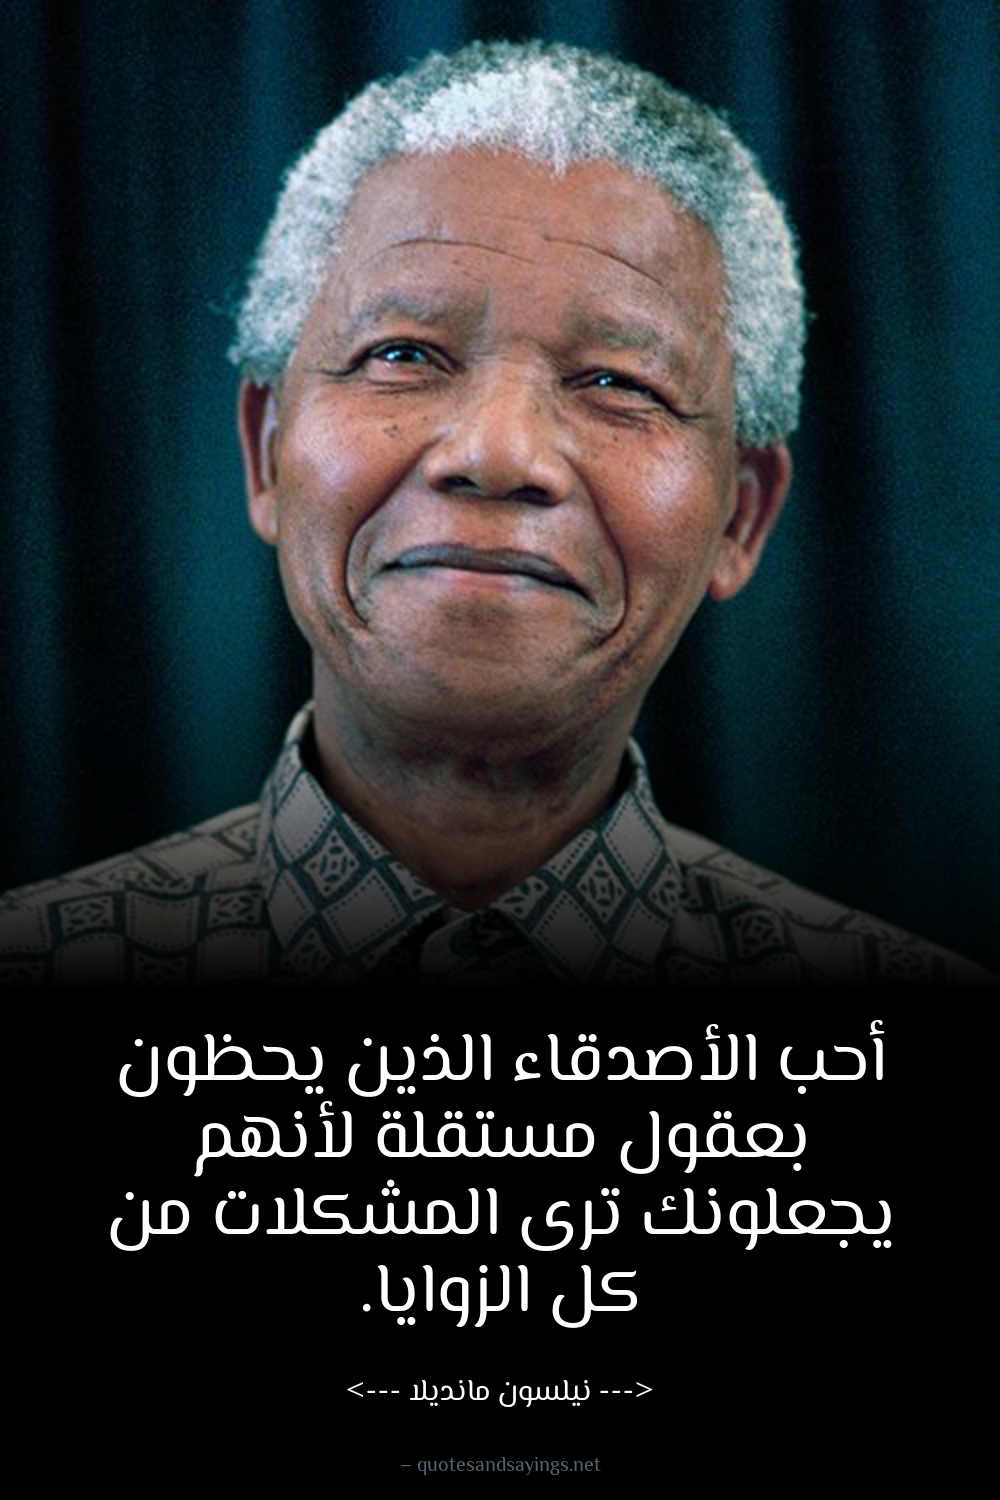 أحب الأصدقاء الذين يحظون
بعقول مستقلة لأنهم
يجعلونك ترى المشكلات من
كل الزوايا.
<--- نيلسون مانديلا --->
– quotesandsayings.net